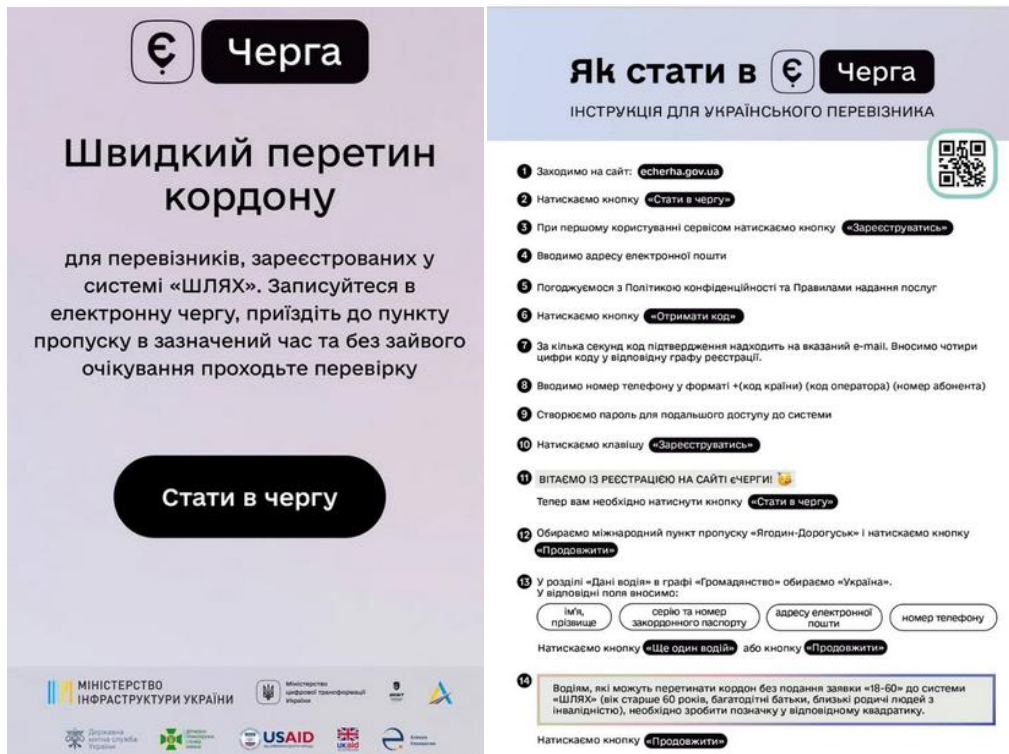 є Черга
Швидкий перетин
кордону
для перевізників, зареєстрованих у
системі «ШЛЯХ». Записуйтеся в
електронну чергу, приїздіть до пункту
пропуску в зазначений час та без зайвого
очікування проходьте перевірку
Стати в чергу
МІНІСТЕРСТВО
ІНФРАСТРУКТУРИ УКРАЇНИ
Міністерство
цифрової трансформації
України
Державна
митна служба
України
USAID
UKaid
Як стати в є Черга
ІНСТРУКЦІЯ ДЛЯ УКРАЇНСЬКОГО ПЕРЕВІЗНИКА
1 Заходимо на сайт: echerha.gov.ua
2 Натискаємо кнопку «Стати в чергу»
3 При першому користуванні сервісом натискаємо кнопку «Зареєструватись»
4 Вводимо адресу електронної пошти
5 Погоджуємося з Політикою конфіденційності та Правилами надання послуг
6 Натискаємо кнопку «Отримати код»
7 За кілька секунд код підтвердження надходить на вказаний e-mail. Вносимо чотири
цифри коду у відповідну графу реєстрації.
8 Вводимо номер телефону у форматі +(код країни) (код оператора) (номер абонента)
9 Створюємо пароль для подальшого доступу до системи
10 Натискаємо клавішу «Зареєструватись»
11 ВІТАЄМО ІЗ РЕЄСТРАЦІЄЮ НА САЙТІ єЧЕРГИ! 🥳
Тепер вам необхідно натиснути кнопку «Стати в чергу»
12 Обираємо міжнародний пункт пропуску «Ягодин-Дорогуськ» і натискаємо кнопку
«Продовжити»
13 У розділі «Дані водія» в графі «Громадянство» обираємо «Україна».
У відповідні поля вносимо:
ім'я,
прізвище
серію та номер
закордонного паспорту
адресу електронної
пошти
номер телефону
Натискаємо кнопку «Ще один водій» або кнопку «Продовжити»
14 Водіям, які можуть перетинати кордон без подання заявки «18-60» до системи
«ШЛЯХ» (вік старше 60 років, багатодітні батьки, близькі родичі людей з
інвалідністю), необхідно зробити позначку у відповідному квадратику.
Натискаємо кнопку «Продовжити»